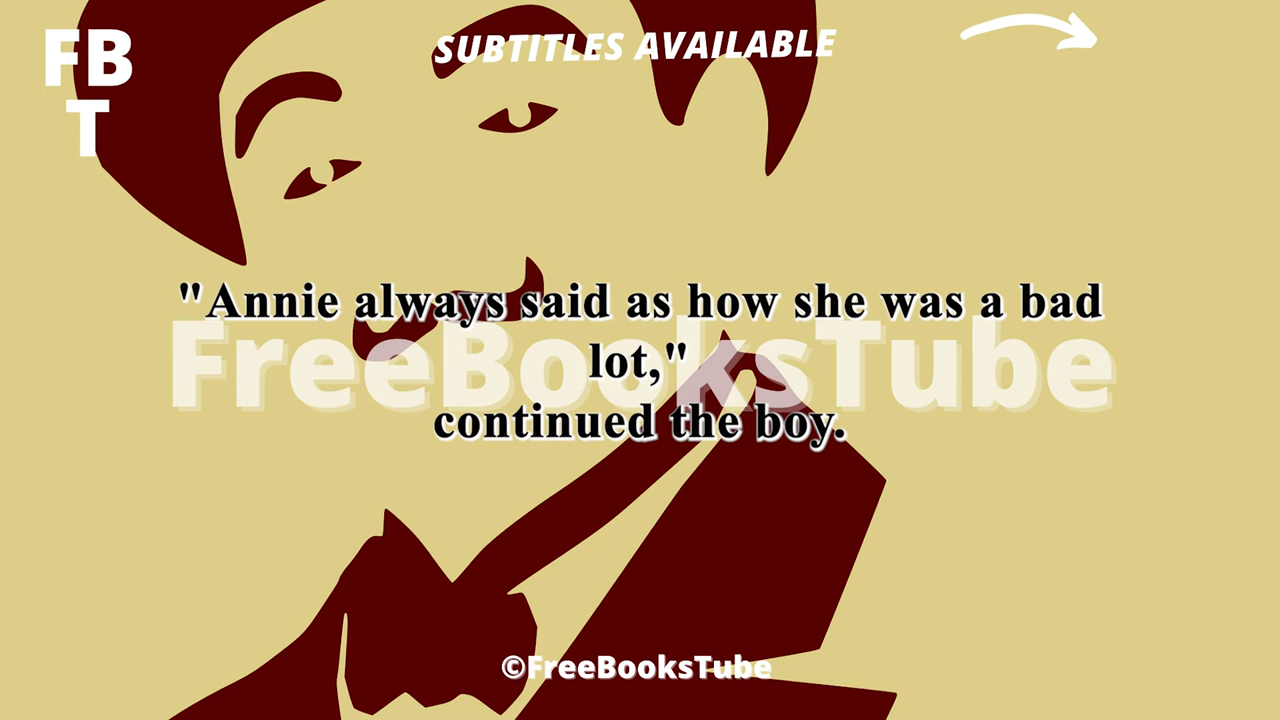 FB
T
SUBTITLES AVAILABLE
"Annie always said as how she was a bad
lot,"
continued the boy.
FreeBooksTube
©FreeBooksTube